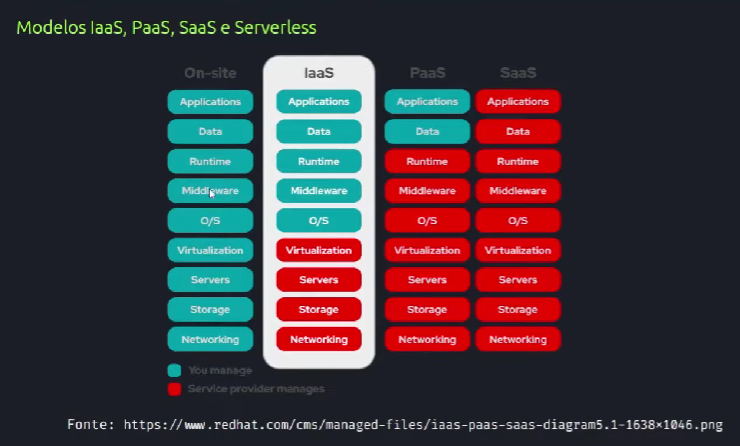 Modelos IaaS, PaaS, SaaS e Serverless
On-site IaaS PaaS SaaS
Applications Applications Applications Applications
Data Data Data Data
Runtime Runtime Runtime Runtime
Middleware Middleware Middleware Middleware
O/S O/S O/S O/S
Virtualization Virtualization Virtualization Virtualization
Servers Servers Servers Servers
Storage Storage Storage Storage
Networking Networking Networking Networking
You manage
Service provider manages
Fonte: https://www.redhat.com/cms/managed-files/iaas-paas-saas-diagram5.1-1638×1046.png